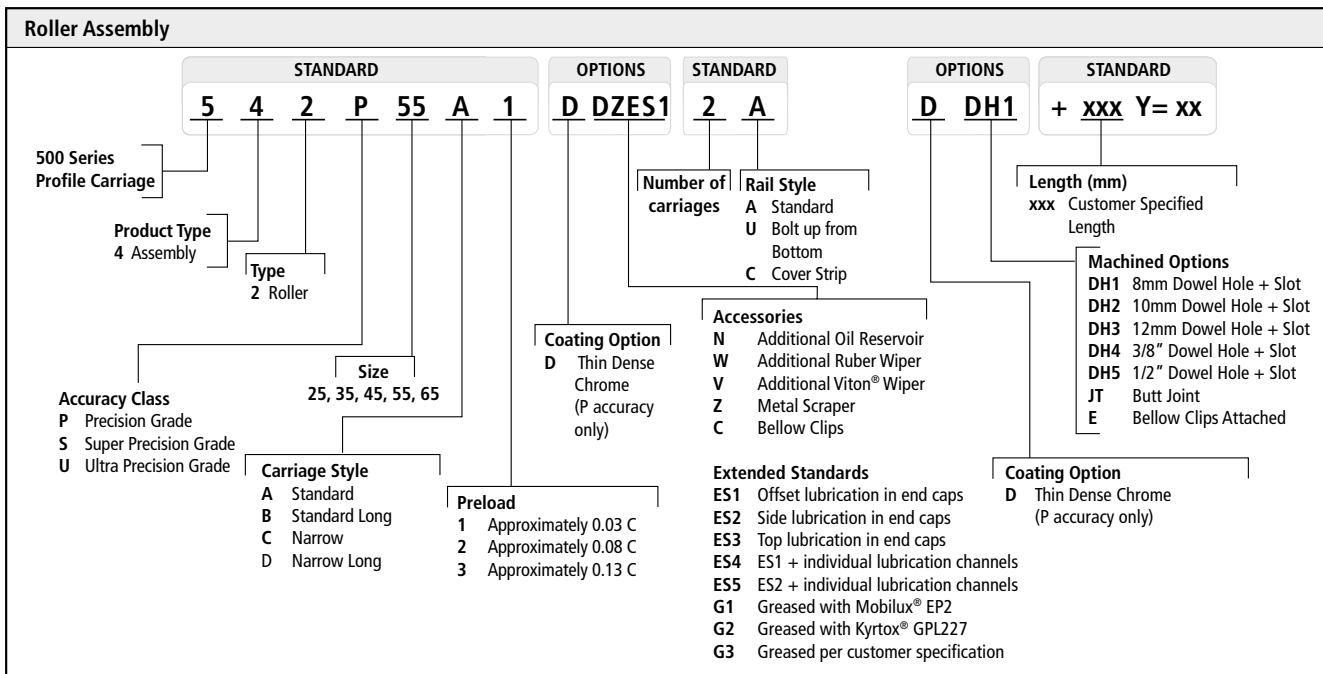 Roller Assembly
STANDARD
OPTIONS
STANDARD
OPTIONS
STANDARD
5 4 2 P 55 A 1
D DZES1
2 A
D DH1
+ xxx Y= xx
500 Series
Profile Carriage
Product Type
4 Assembly
Type
2 Roller
Accuracy Class
P Precision Grade
S Super Precision Grade
U Ultra Precision Grade
Size
25, 35, 45, 55, 65
Carriage Style
A Standard
B Standard Long
C Narrow
D Narrow Long
Preload
1 Approximately 0.03 C
2 Approximately 0.08 C
3 Approximately 0.13 C
Coating Option
D Thin Dense
Chrome
(P accuracy
only)
Number of
carriages
Rail Style
A Standard
U Bolt up from
Bottom
C Cover Strip
Accessories
N Additional Oil Reservoir
W Additional Ruber Wiper
V Additional Viton® Wiper
Z Metal Scraper
C Bellow Clips
Extended Standards
ES1 Offset lubrication in end caps
ES2 Side lubrication in end caps
ES3 Top lubrication in end caps
ES4 ES1 + individual lubrication channels
ES5 ES2 + individual lubrication channels
G1 Greased with Mobilux® EP2
G2 Greased with Kyrtox® GPL227
G3 Greased per customer specification
Length (mm)
xxx Customer Specified
Length
Machined Options
DH1 8mm Dowel Hole + Slot
DH2 10mm Dowel Hole + Slot
DH3 12mm Dowel Hole + Slot
DH4 3/8” Dowel Hole + Slot
DH5 1/2” Dowel Hole + Slot
JT Butt Joint
E Bellow Clips Attached
Coating Option
D Thin Dense Chrome
(P accuracy only)